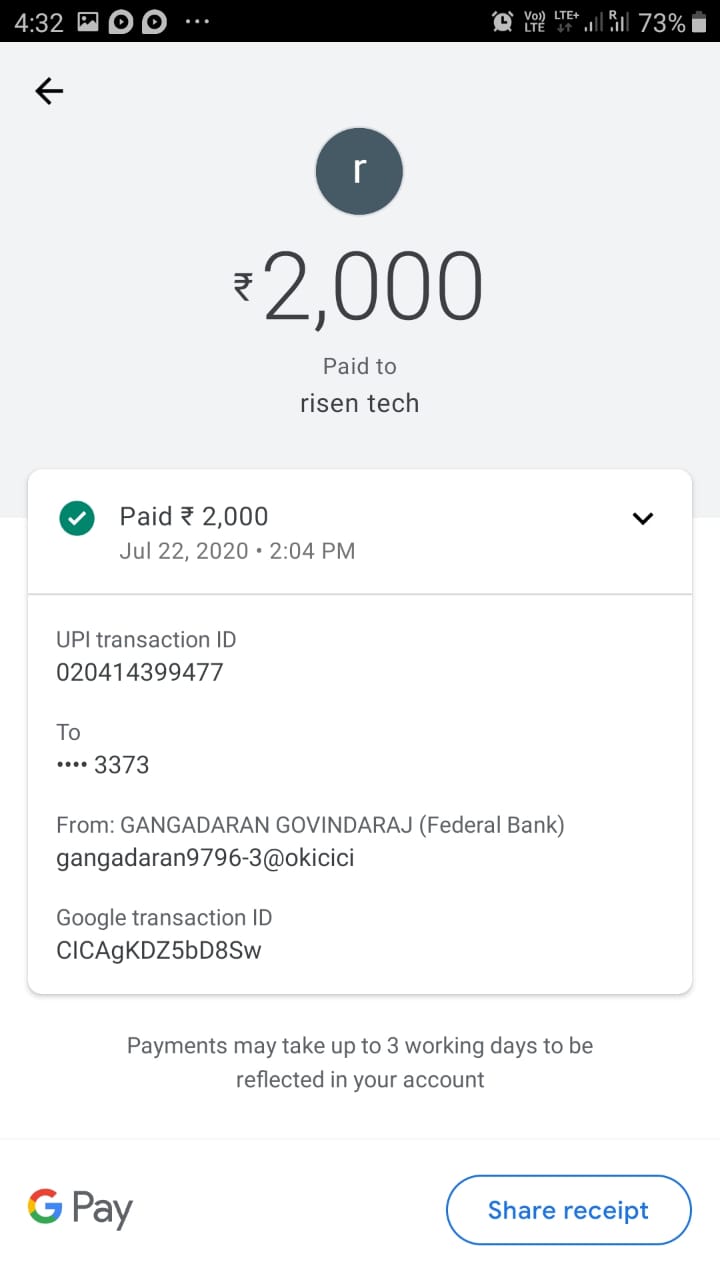 4:32 ••• Vo)) LTE LTE+ R 73%
r
₹2,000
Paid to
risen tech
Paid ₹ 2,000
Jul 22, 2020 • 2:04 PM
UPI transaction ID
020414399477
To
•••• 3373
From: GANGADARAN GOVINDARAJ (Federal Bank)
gangadaran9796-3@okicici
Google transaction ID
CICAgKDZ5bD8Sw
Payments may take up to 3 working days to be
reflected in your account
G Pay Share receipt